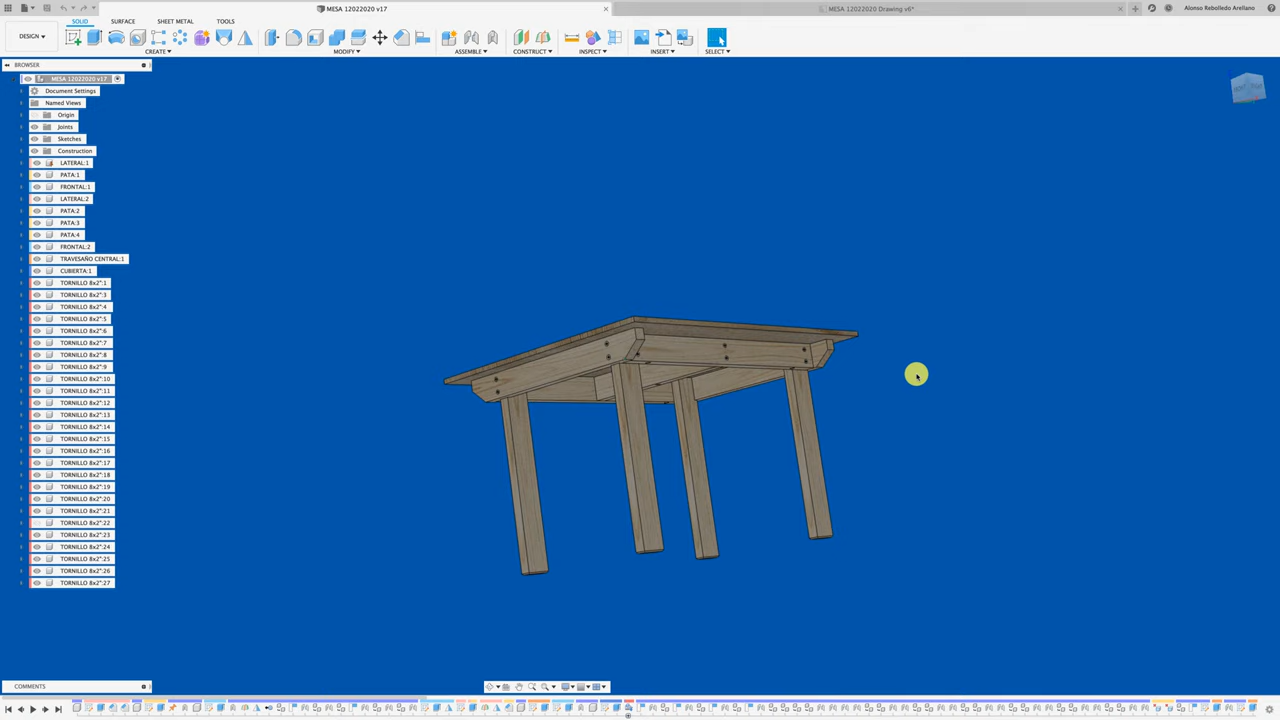 MESA 12022020 v17
MESA 12022020 Drawing v6*
Alonso Rebolledo Arellano
DESIGN
SOLID
SURFACE
SHEET METAL
TOOLS
CREATE
MODIFY
ASSEMBLE
CONSTRUCT
INSPECT
INSERT
SELECT
BROWSER
MESA 12022020 v17
Document Settings
Named Views
Origin
Joints
Sketches
Construction
LATERAL:1
PATA:1
FRONTAL:1
LATERAL:2
PATA:2
PATA:3
PATA:4
FRONTAL:2
TRAVESAÑO CENTRAL:1
CUBIERTA:1
TORNILLO 8x2":1
TORNILLO 8x2":3
TORNILLO 8x2":4
TORNILLO 8x2":5
TORNILLO 8x2":6
TORNILLO 8x2":7
TORNILLO 8x2":8
TORNILLO 8x2":9
TORNILLO 8x2":10
TORNILLO 8x2":11
TORNILLO 8x2":12
TORNILLO 8x2":13
TORNILLO 8x2":14
TORNILLO 8x2":15
TORNILLO 8x2":16
TORNILLO 8x2":17
TORNILLO 8x2":18
TORNILLO 8x2":19
TORNILLO 8x2":20
TORNILLO 8x2":21
TORNILLO 8x2":22
TORNILLO 8x2":23
TORNILLO 8x2":24
TORNILLO 8x2":25
TORNILLO 8x2":26
TORNILLO 8x2":27
COMMENTS